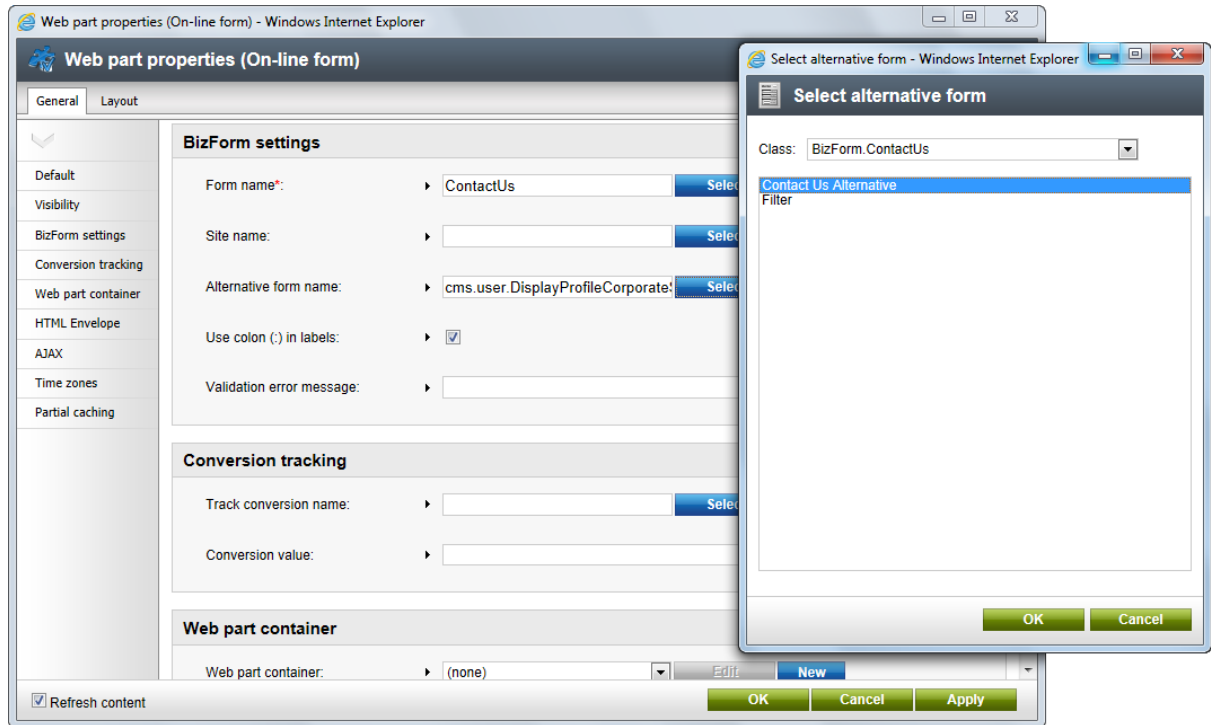 Web part properties (On-line form) - Windows Internet Explorer
Web part properties (On-line form)
General Layout
Default
Visibility
BizForm settings
Conversion tracking
Web part container
HTML Envelope
AJAX
Time zones
Partial caching
BizForm settings
Form name*: ContactUs
Site name:
Alternative form name: cms.user.DisplayProfileCorporate
Use colon (:) in labels:
Validation error message:
Conversion tracking
Track conversion name:
Conversion value:
Web part container
Web part container: (none) Edit New
Refresh content OK Cancel Apply
Select alternative form - Windows Internet Explorer
Select alternative form
Class: BizForm.ContactUs
Contact Us Alternative
Filter
OK Cancel